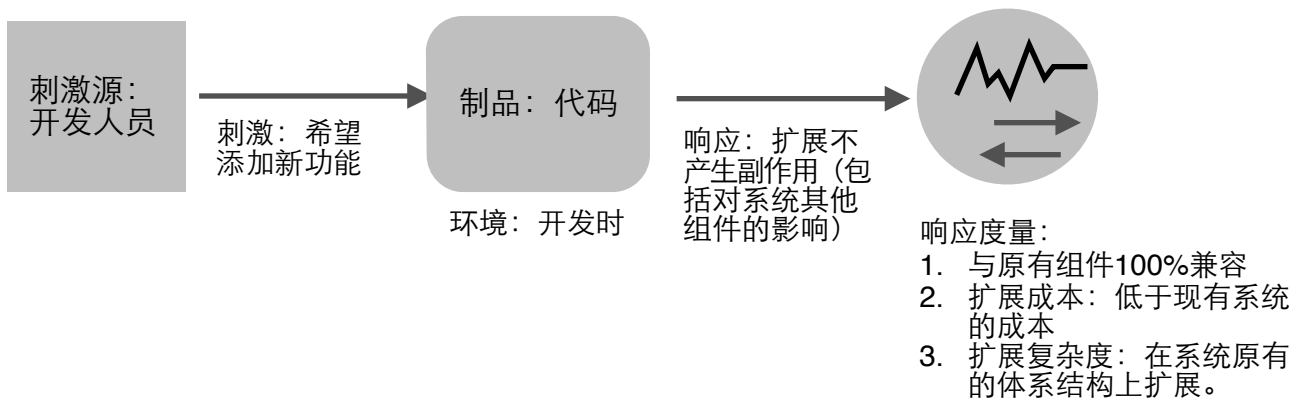 刺激源：
开发人员
刺激：希望
添加新功能
制品：代码
环境：开发时
响应：扩展不
产生副作用（包
括对系统其他
组件的影响）
响应度量：
1. 与原有组件100%兼容
2. 扩展成本：低于现有系统
的成本
3. 扩展复杂度：在系统原有
的体系结构上扩展。